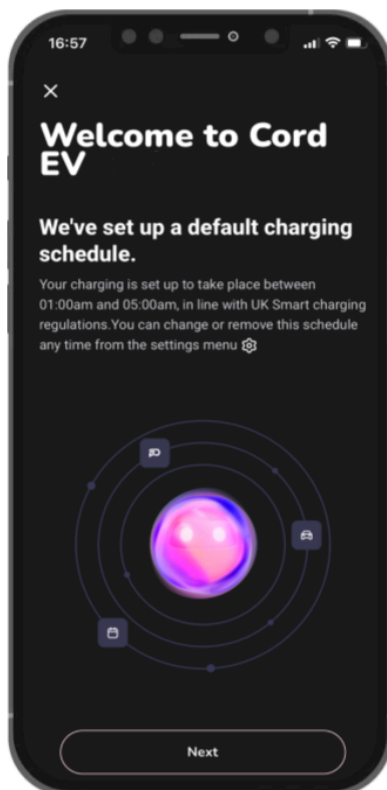 16:57
Welcome to Cord
EV
We've set up a default charging
schedule.
Your charging is set up to take place between
01:00am and 05:00am, in line with UK Smart charging
regulations.You can change or remove this schedule
any time from the settings menu
Next